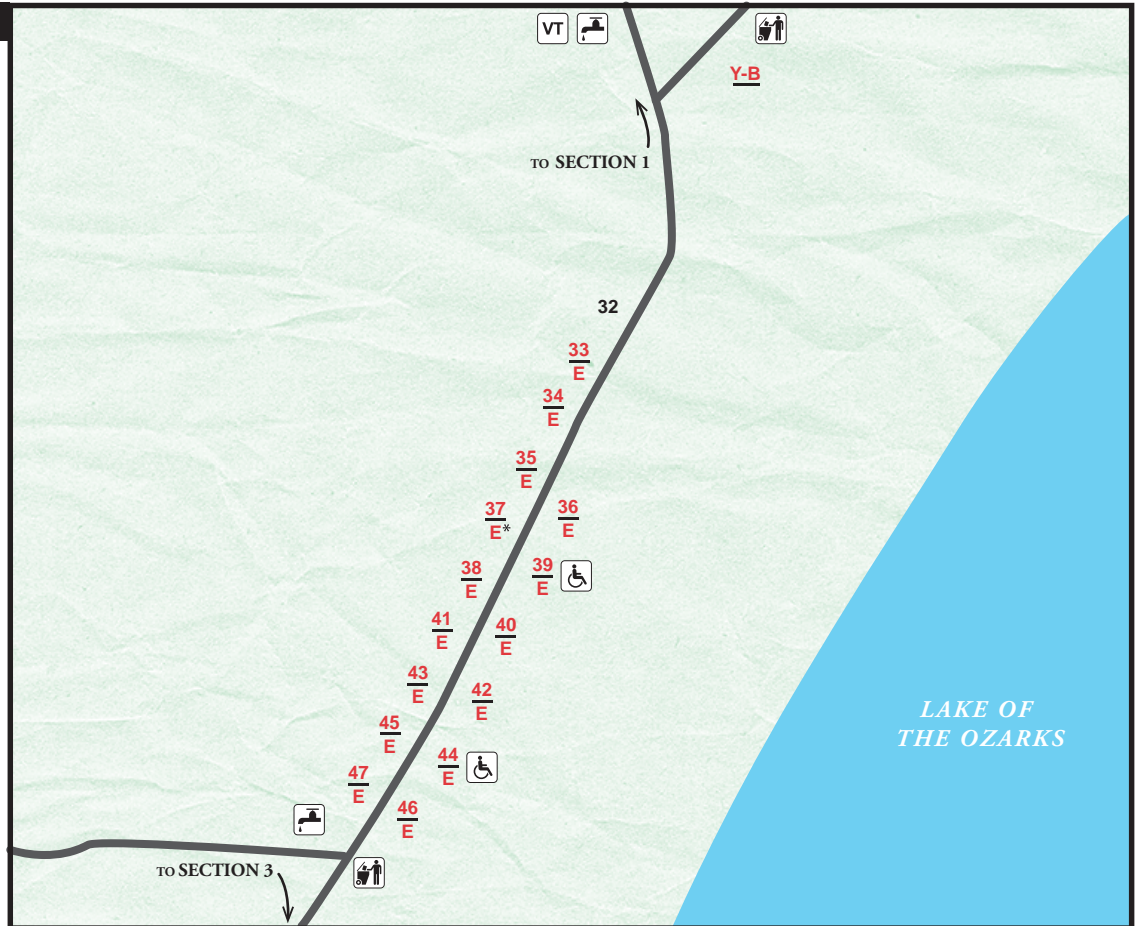 VT
Y-B
TO SECTION 1
32
33
E
34
E
35
E
37
E*
36
E
38
E
39
E
41
E
40
E
43
E
42
E
45
E
44
E
47
E
46
E
TO SECTION 3
LAKE OF
THE OZARKS